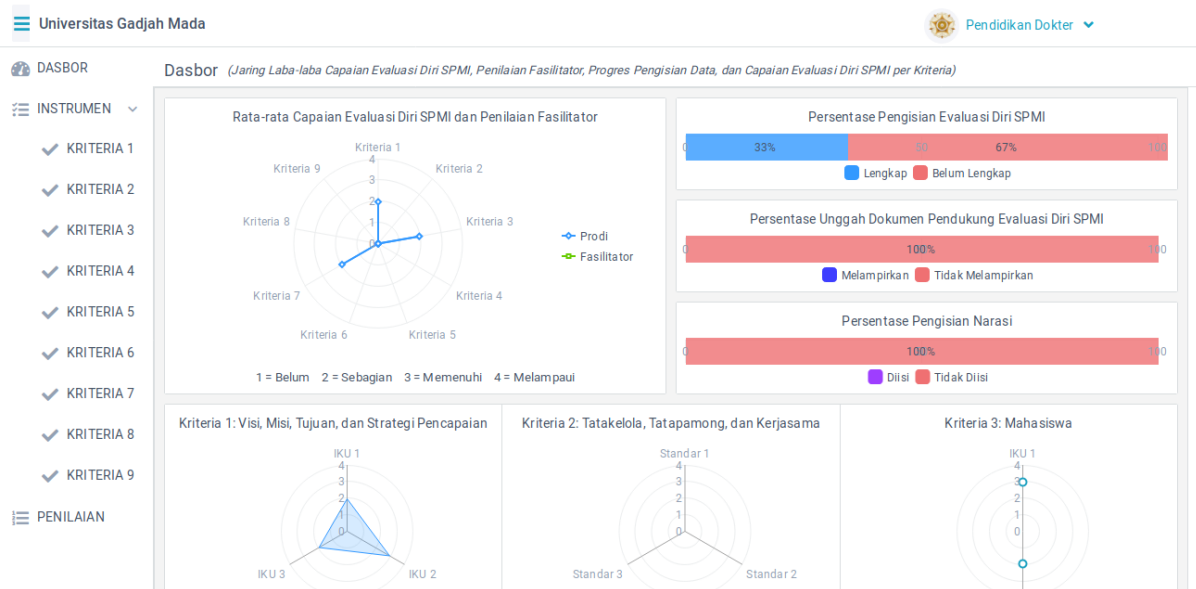 Universitas Gadjah Mada
Pendidikan Dokter
DASBOR
INSTRUMEN
KRITERIA 1
KRITERIA 2
KRITERIA 3
KRITERIA 4
KRITERIA 5
KRITERIA 6
KRITERIA 7
KRITERIA 8
KRITERIA 9
PENILAIAN
Dasbor (Jaring Laba-laba Capaian Evaluasi Diri SPMI, Penilaian Fasilitator, Progres Pengisian Data, dan Capaian Evaluasi Diri SPMI per Kriteria)
Rata-rata Capaian Evaluasi Diri SPMI dan Penilaian Fasilitator
Kriteria 1
Kriteria 9
Kriteria 2
Kriteria 8
Kriteria 3
Kriteria 7
Kriteria 4
Kriteria 6
Kriteria 5
4
3
2
1
0
Prodi
Fasilitator
1 = Belum 2 = Sebagian 3 = Memenuhi 4 = Melampaui
Persentase Pengisian Evaluasi Diri SPMI
0 33% 50 67% 100
Lengkap Belum Lengkap
Persentase Unggah Dokumen Pendukung Evaluasi Diri SPMI
0 100% 100
Melampirkan Tidak Melampirkan
Persentase Pengisian Narasi
0 100% 100
Diisi Tidak Diisi
Kriteria 1: Visi, Misi, Tujuan, dan Strategi Pencapaian
IKU 1
4
3
2
1
0
IKU 3
IKU 2
Kriteria 2: Tatakelola, Tatapamong, dan Kerjasama
Standar 1
4
3
2
1
0
Standar 3
Standar 2
Kriteria 3: Mahasiswa
IKU 1
4
3
2
1
0